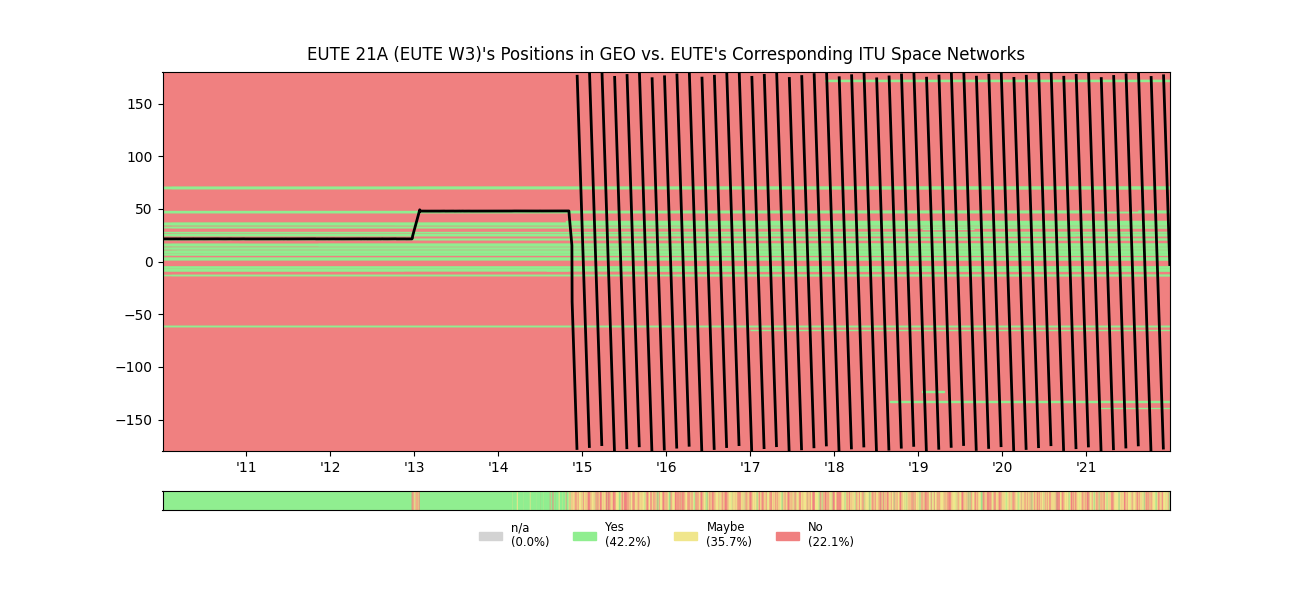 EUTE 21A (EUTE W3)'s Positions in GEO vs. EUTE's Corresponding ITU Space Networks
150
100
50
0
−50
−100
−150
'11 '12 '13 '14 '15 '16 '17 '18 '19 '20 '21
n/a Yes Maybe No
(0.0%) (42.2%) (35.7%) (22.1%)